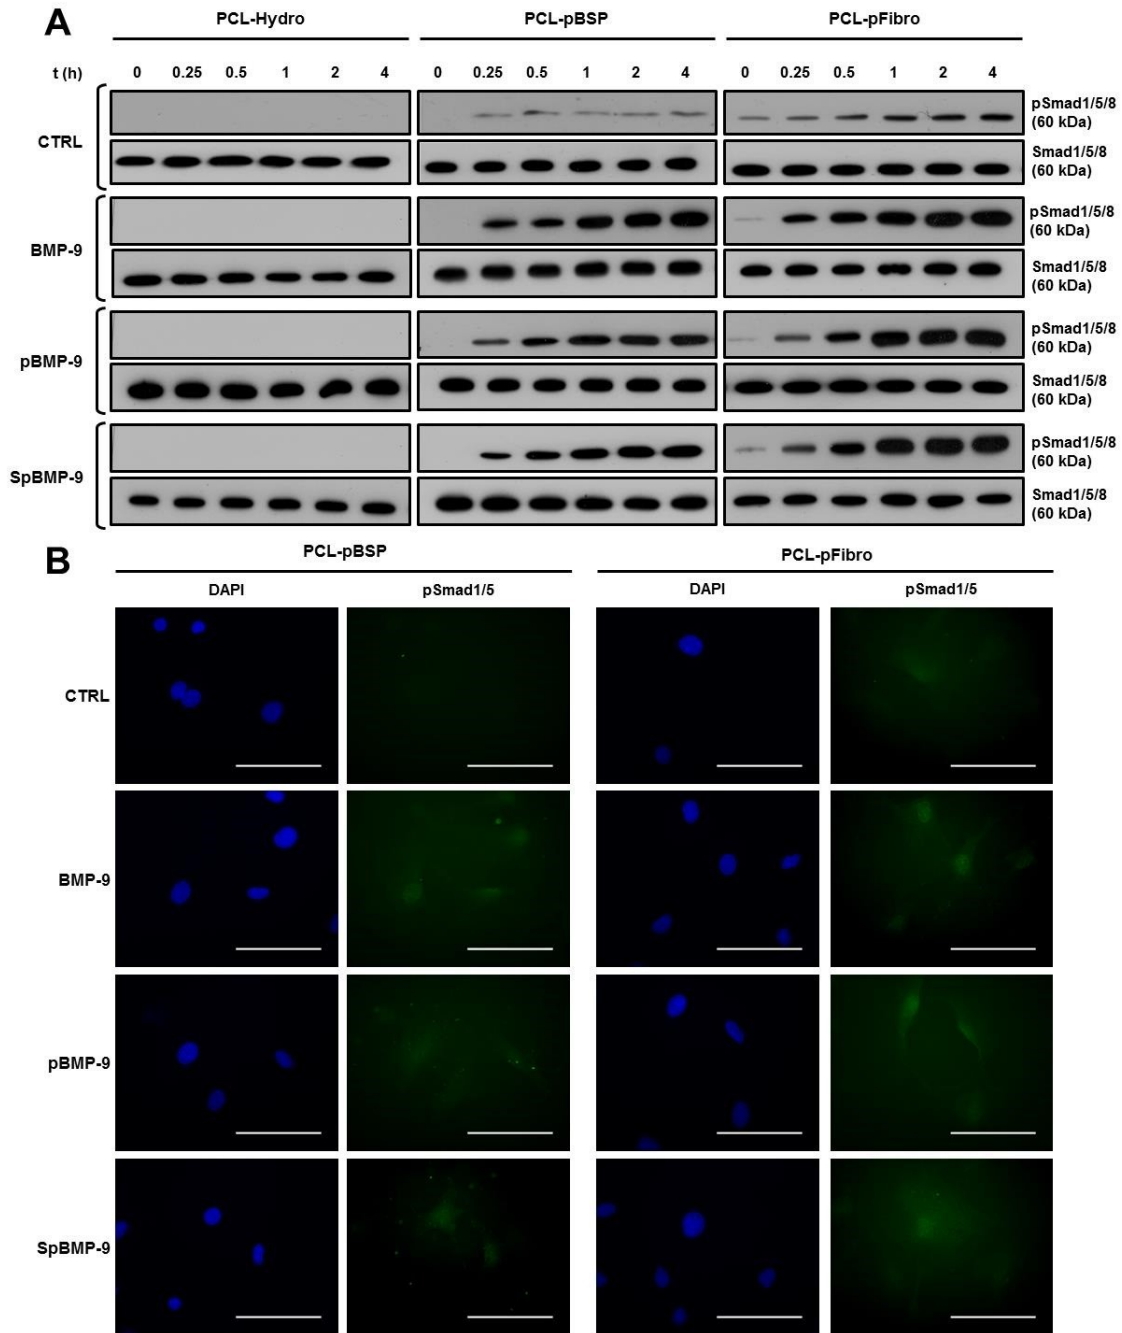 A
PCL-Hydro PCL-pBSP PCL-pFibro
t (h) 0 0.25 0.5 1 2 4 0 0.25 0.5 1 2 4 0 0.25 0.5 1 2 4
CTRL
pSmad1/5/8
(60 kDa)
Smad1/5/8
(60 kDa)
BMP-9
pSmad1/5/8
(60 kDa)
Smad1/5/8
(60 kDa)
pBMP-9
pSmad1/5/8
(60 kDa)
Smad1/5/8
(60 kDa)
SpBMP-9
pSmad1/5/8
(60 kDa)
Smad1/5/8
(60 kDa)
B
PCL-pBSP PCL-pFibro
DAPI pSmad1/5 DAPI pSmad1/5
CTRL
BMP-9
pBMP-9
SpBMP-9